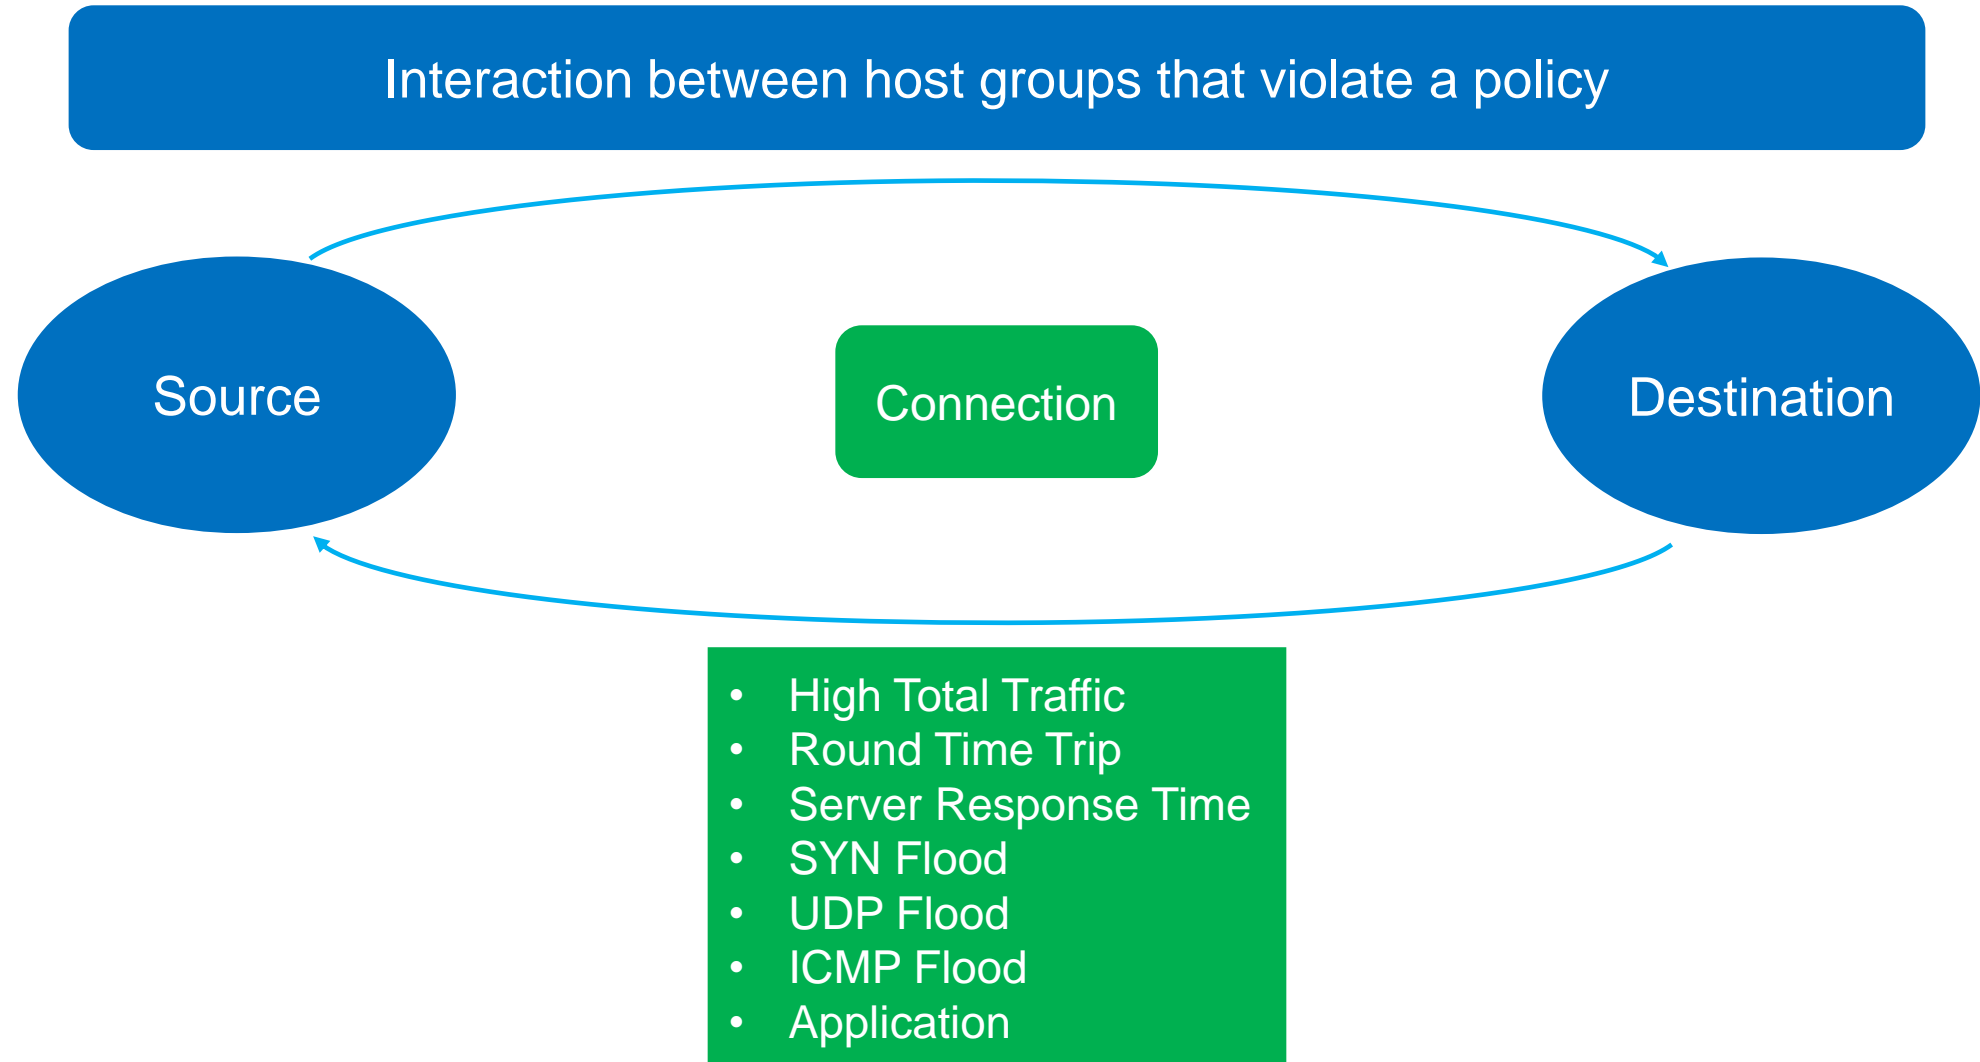 Interaction between host groups that violate a policy
Source
Connection
Destination
• High Total Traffic
• Round Time Trip
• Server Response Time
• SYN Flood
• UDP Flood
• ICMP Flood
• Application